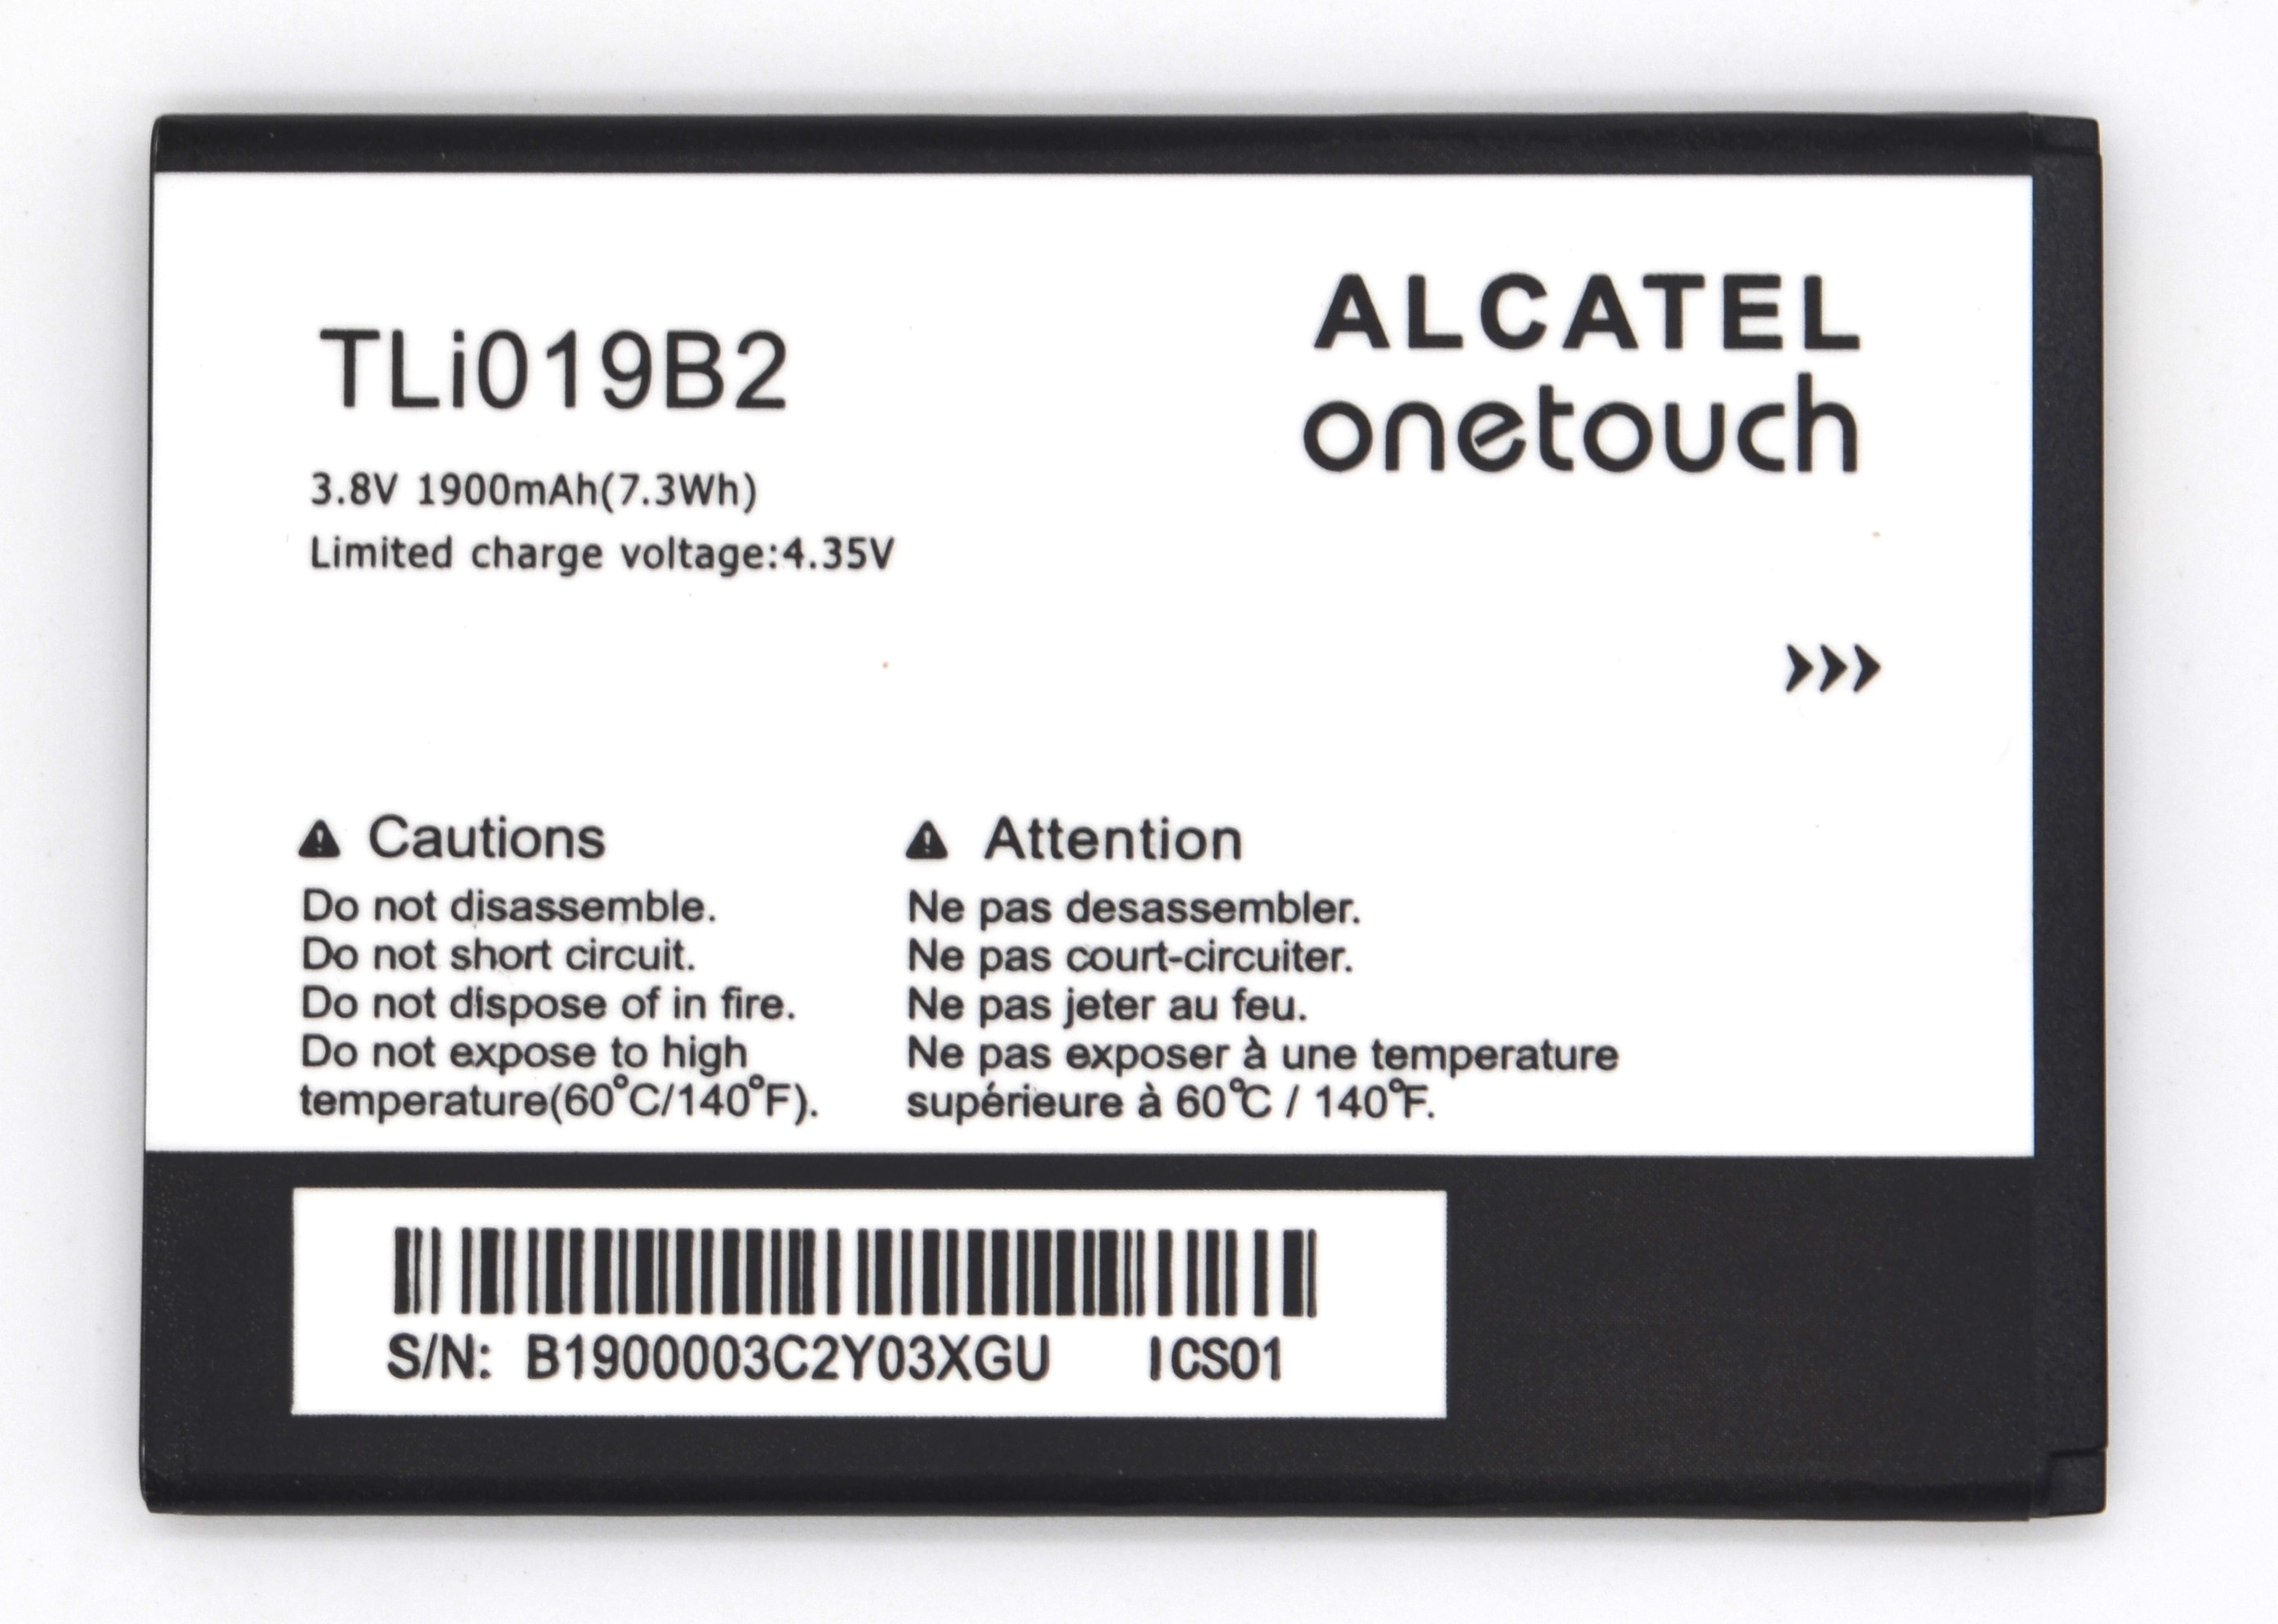 TLi019B2
3.8V 1900mAh(7.3Wh)
Limited charge voltage:4.35V
ALCATEL
onetouch
Cautions
Do not disassemble.
Do not short circuit.
Do not dispose of in fire.
Do not expose to high
temperature(60°C/140°F).
Attention
Ne pas desassembler.
Ne pas court-circuiter.
Ne pas jeter au feu.
Ne pas exposer à une temperature
supérieure à 60℃ / 140℉.
S/N: B1900003C2Y03XGU ICS01